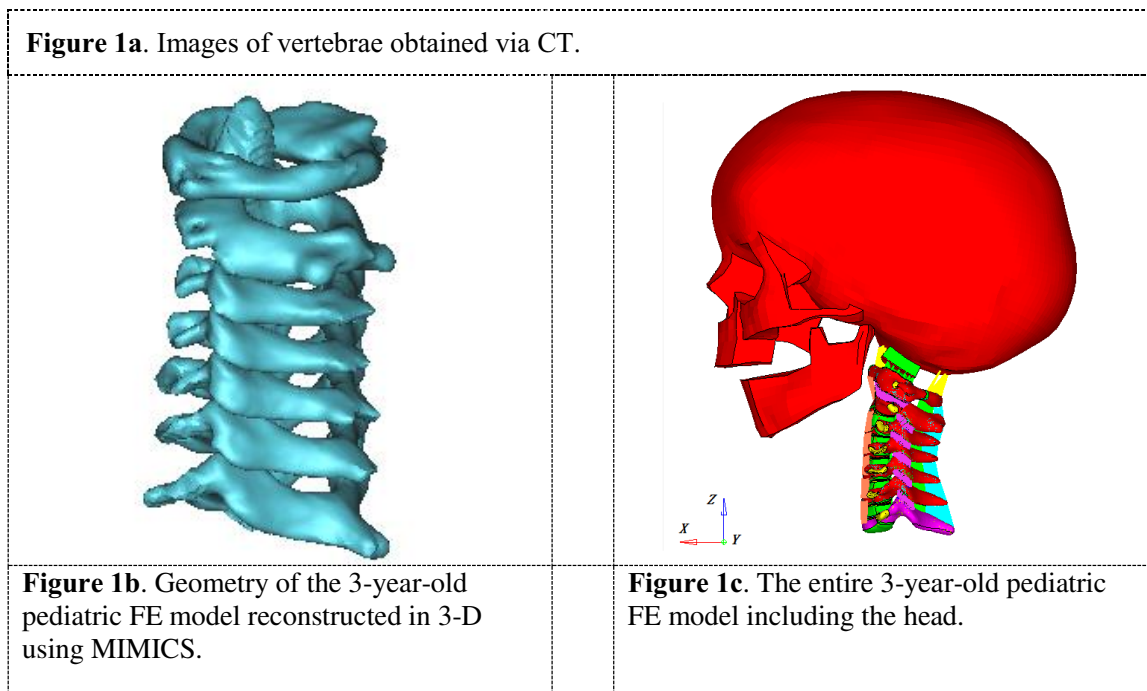 Figure 1a. Images of vertebrae obtained via CT.
Z
X
Y
Figure 1b. Geometry of the 3-year-old
pediatric FE model reconstructed in 3-D
using MIMICS.
Figure 1c. The entire 3-year-old pediatric
FE model including the head.